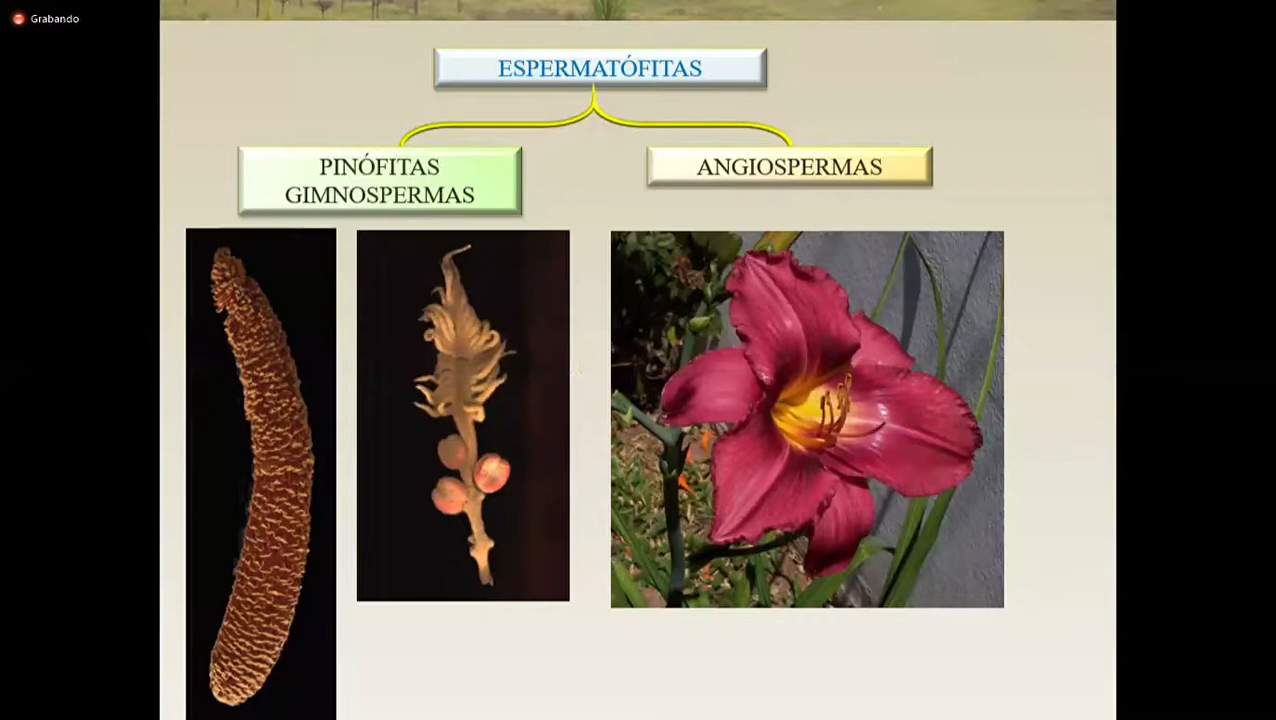 Grabando
ESPERMATÓFITAS
PINÓFITAS
GIMNOSPERMAS
ANGIOSPERMAS